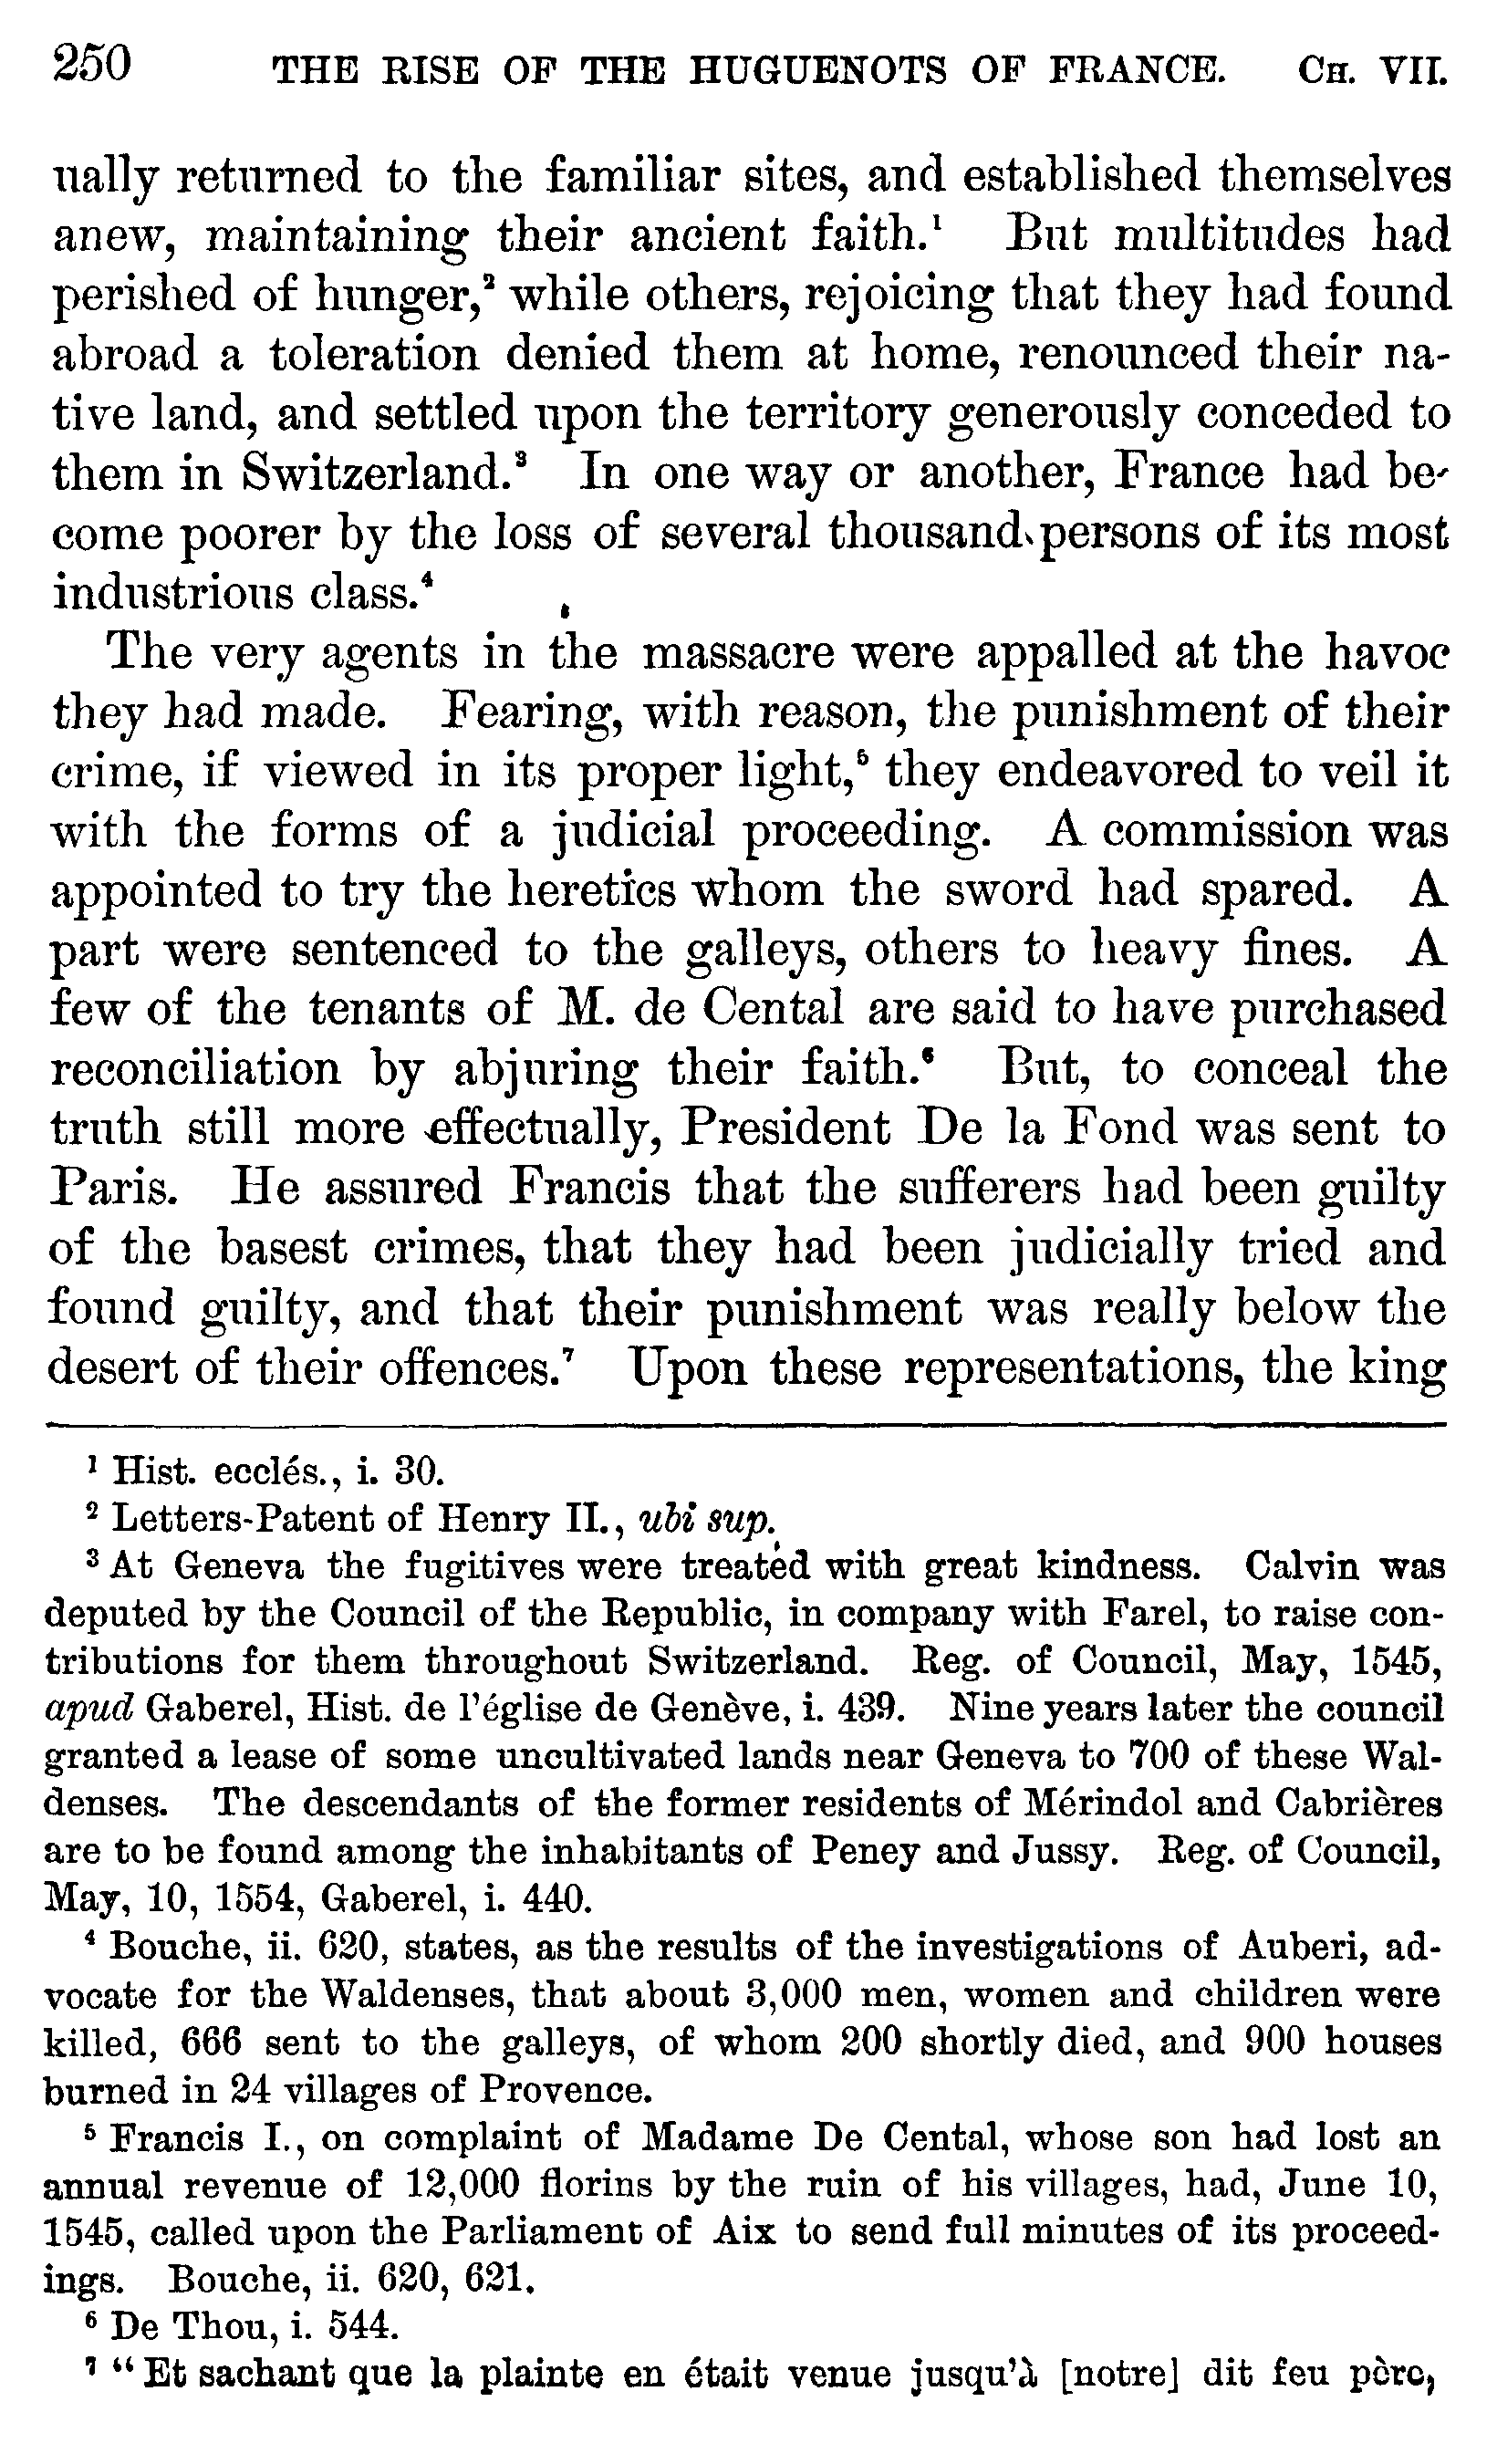 250 THE RISE OF THE HUGUENOTS OF FRANCE. CH. VII.
ually returned to the familiar sites, and established themselves
anew, maintaining their ancient faith.¹ But multitudes had
perished of hunger,² while others, rejoicing that they had found
abroad a toleration denied them at home, renounced their na-
tive land, and settled upon the territory generously conceded to
them in Switzerland.³ In one way or another, France had be-
come poorer by the loss of several thousand persons of its most
industrious class.⁴
The very agents in the massacre were appalled at the havoc
they had made. Fearing, with reason, the punishment of their
crime, if viewed in its proper light,⁵ they endeavored to veil it
with the forms of a judicial proceeding. A commission was
appointed to try the heretics whom the sword had spared. A
part were sentenced to the galleys, others to heavy fines. A
few of the tenants of M. de Cental are said to have purchased
reconciliation by abjuring their faith.⁶ But, to conceal the
truth still more effectually, President De la Fond was sent to
Paris. He assured Francis that the sufferers had been guilty
of the basest crimes, that they had been judicially tried and
found guilty, and that their punishment was really below the
desert of their offences.⁷ Upon these representations, the king
¹ Hist. ecclés., i. 30.
² Letters-Patent of Henry II., ubi sup.
³ At Geneva the fugitives were treated with great kindness. Calvin was
deputed by the Council of the Republic, in company with Farel, to raise con-
tributions for them throughout Switzerland. Reg. of Council, May, 1545,
apud Gaberel, Hist. de l'église de Genève, i. 439. Nine years later the council
granted a lease of some uncultivated lands near Geneva to 700 of these Wal-
denses. The descendants of the former residents of Mérindol and Cabrières
are to be found among the inhabitants of Peney and Jussy. Reg. of Council,
May, 10, 1554, Gaberel, i. 440.
⁴ Bouche, ii. 620, states, as the results of the investigations of Auberi, ad-
vocate for the Waldenses, that about 3,000 men, women and children were
killed, 666 sent to the galleys, of whom 200 shortly died, and 900 houses
burned in 24 villages of Provence.
⁵ Francis I., on complaint of Madame De Cental, whose son had lost an
annual revenue of 12,000 florins by the ruin of his villages, had, June 10,
1545, called upon the Parliament of Aix to send full minutes of its proceed-
ings. Bouche, ii. 620, 621.
⁶ De Thou, i. 544.
⁷ "Et sachant que la plainte en était venue jusqu'à [notre] dit feu père,